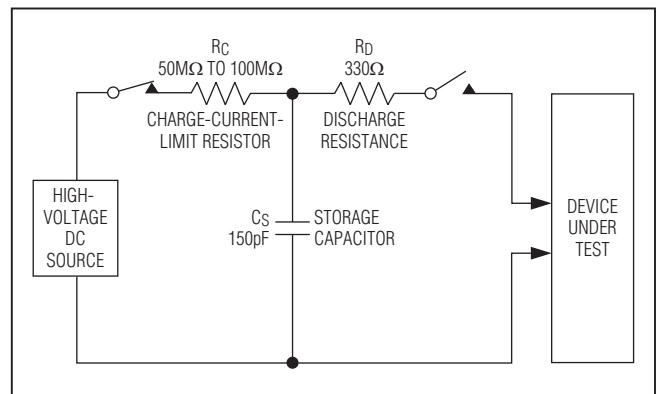 RC
50MΩ TO 100MΩ
CHARGE-CURRENT-
LIMIT RESISTOR
RD
330Ω
DISCHARGE
RESISTANCE
HIGH-
VOLTAGE
DC
SOURCE
CS
150pF
STORAGE
CAPACITOR
DEVICE
UNDER
TEST